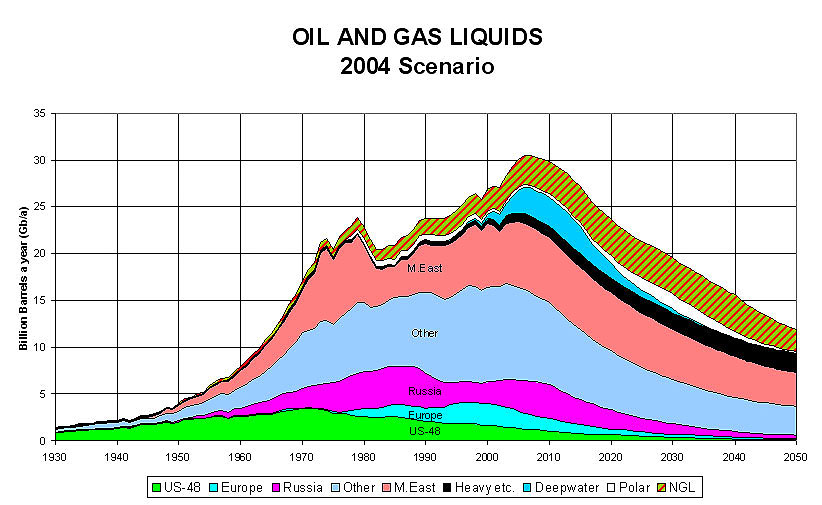 OIL AND GAS LIQUIDS
2004 Scenario
Billion Barrels a year (Gb/a)
35
30
25
20
15
10
5
0
M.East
Other
Russia
Europe
US-48
1930 1940 1950 1960 1970 1980 1990 2000 2010 2020 2030 2040 2050
US-48 Europe Russia Other M.East Heavy etc. Deepwater Polar NGL